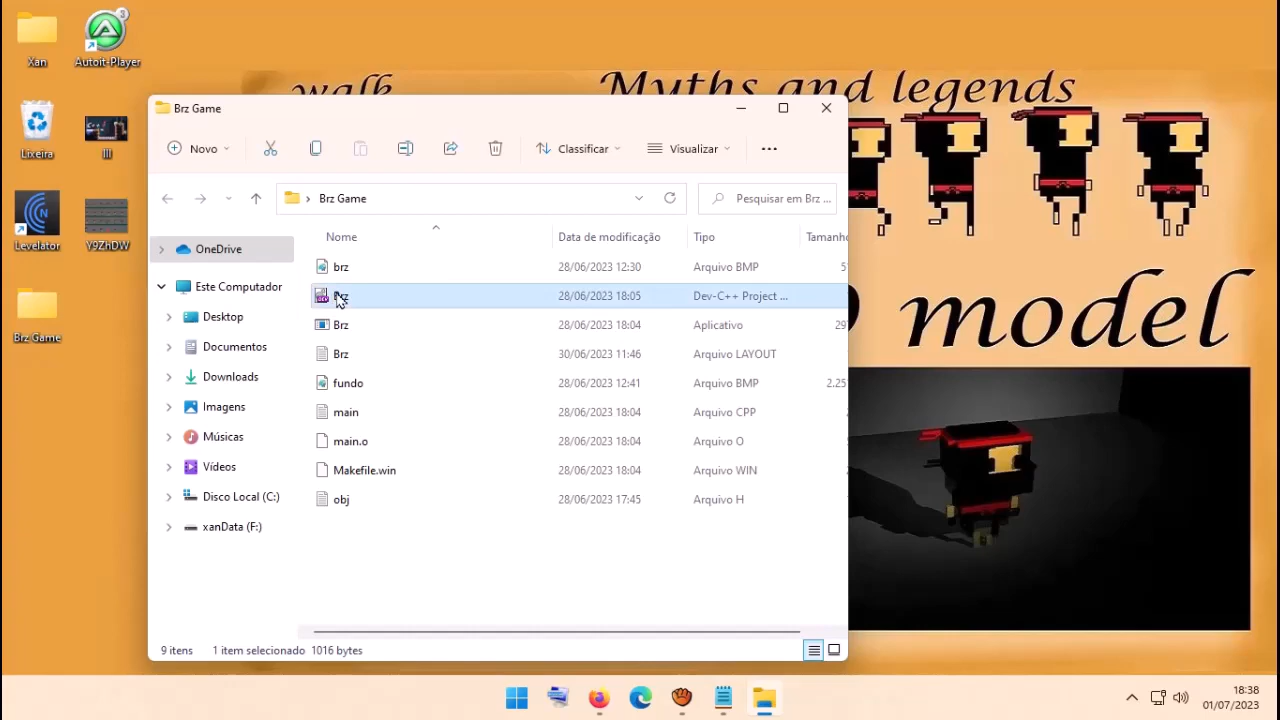 Xan
Autoit-Player
3
Lixeira
lll
Levelator
Y9ZhDW
Brz Game
walk
Myths and legends
model
Brz Game
Novo
Classificar
Visualizar
Brz Game
Pesquisar em Brz ...
Nome
Data de modificação
Tipo
Tamanho
OneDrive
Este Computador
Desktop
Documentos
Downloads
Imagens
Músicas
Vídeos
Disco Local (C:)
xanData (F:)
brz 28/06/2023 12:30 Arquivo BMP
28/06/2023 18:05 Dev-C++ Project ...
Brz 28/06/2023 18:04 Aplicativo 29
Brz 30/06/2023 11:46 Arquivo LAYOUT
fundo 28/06/2023 12:41 Arquivo BMP 2.25
main 28/06/2023 18:04 Arquivo CPP
main.o 28/06/2023 18:04 Arquivo O
Makefile.win 28/06/2023 18:04 Arquivo WIN
obj 28/06/2023 17:45 Arquivo H
9 itens
1 item selecionado 1016 bytes
18:38
01/07/2023